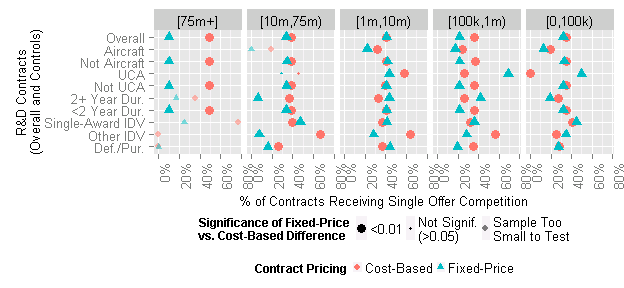 [75m+] [10m,75m) [1m,10m) [100k,1m) [0,100k)
R&D Contracts
(Overall and Controls)
Overall
Aircraft
Not Aircraft
UCA
Not UCA
2+ Year Dur.
<2 Year Dur.
Single-Award IDV
Other IDV
Def./Pur.
0% 20% 40% 60% 80% 0% 20% 40% 60% 80% 0% 20% 40% 60% 80% 0% 20% 40% 60% 80% 0% 20% 40% 60% 80%
% of Contracts Receiving Single Offer Competition
Significance of Fixed-Price
vs. Cost-Based Difference
<0.01
Not Signif.
(>0.05)
Sample Too
Small to Test
Contract Pricing Cost-Based Fixed-Price